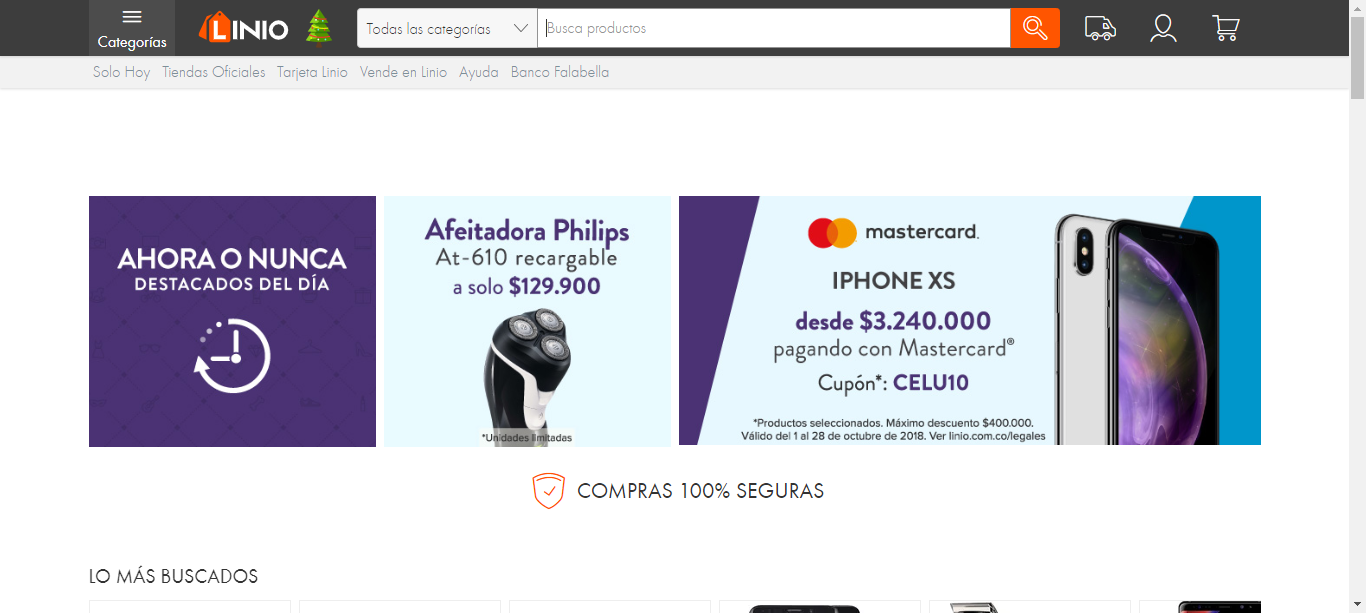 Categorías
LINIO
Todas las categorías
Busca productos
Solo Hoy Tiendas Oficiales Tarjeta Linio Vende en Linio Ayuda Banco Falabella
AHORA O NUNCA
DESTACADOS DEL DÍA
Afeitadora Philips
At-610 recargable
a solo $129.900
*Unidades limitadas
mastercard.
IPHONE XS
desde $3.240.000
pagando con Mastercard®
Cupón*: CELU10
*Productos seleccionados. Máximo descuento $400.000.
Válido del 1 al 28 de octubre de 2018. Ver linio.com.co/legales
COMPRAS 100% SEGURAS
LO MÁS BUSCADOS